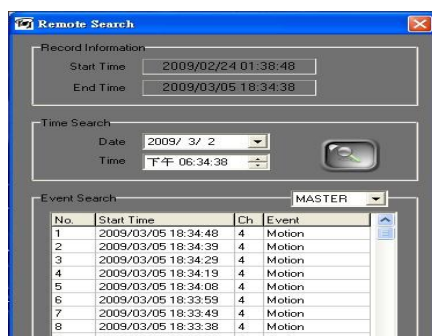 Remote Search
Record Information
Start Time 2009/02/24 01:38:48
End Time 2009/03/05 18:34:38
Time Search
Date 2009/ 3/ 2
Time 下午 06:34:38
Event Search MASTER
No. Start Time Ch Event
1 2009/03/05 18:34:48 4 Motion
2 2009/03/05 18:34:39 4 Motion
3 2009/03/05 18:34:29 4 Motion
4 2009/03/05 18:34:19 4 Motion
5 2009/03/05 18:34:08 4 Motion
6 2009/03/05 18:33:59 4 Motion
7 2009/03/05 18:33:49 4 Motion
8 2009/03/05 18:33:38 4 Motion